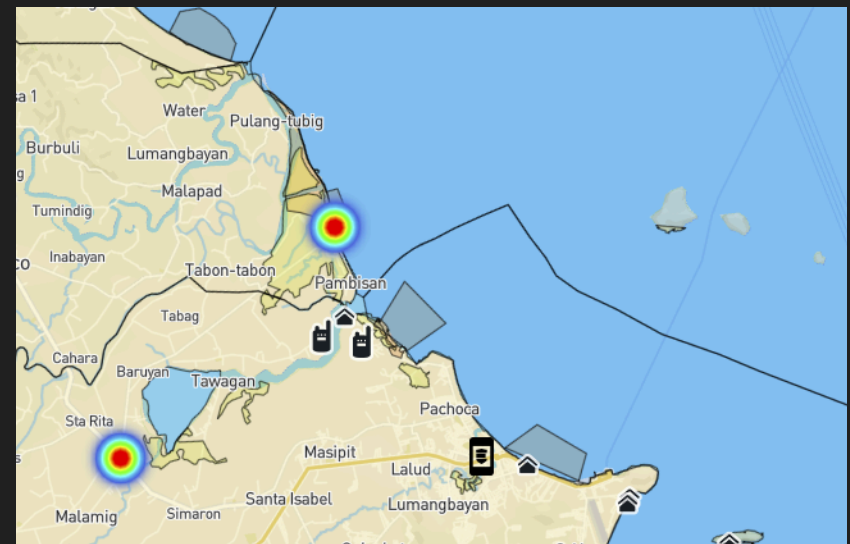 sa 1
Water
Pulang-tubig
Burbuli
Lumangbayan
Malapad
Tumindig
Inabayan
Tabon-tabon
Pambisan
Tabag
Cahara
Baruyan
Tawagan
Pachoca
Sta Rita
Masipit
Lalud
Santa Isabel
Lumangbayan
Simaron
Malamig